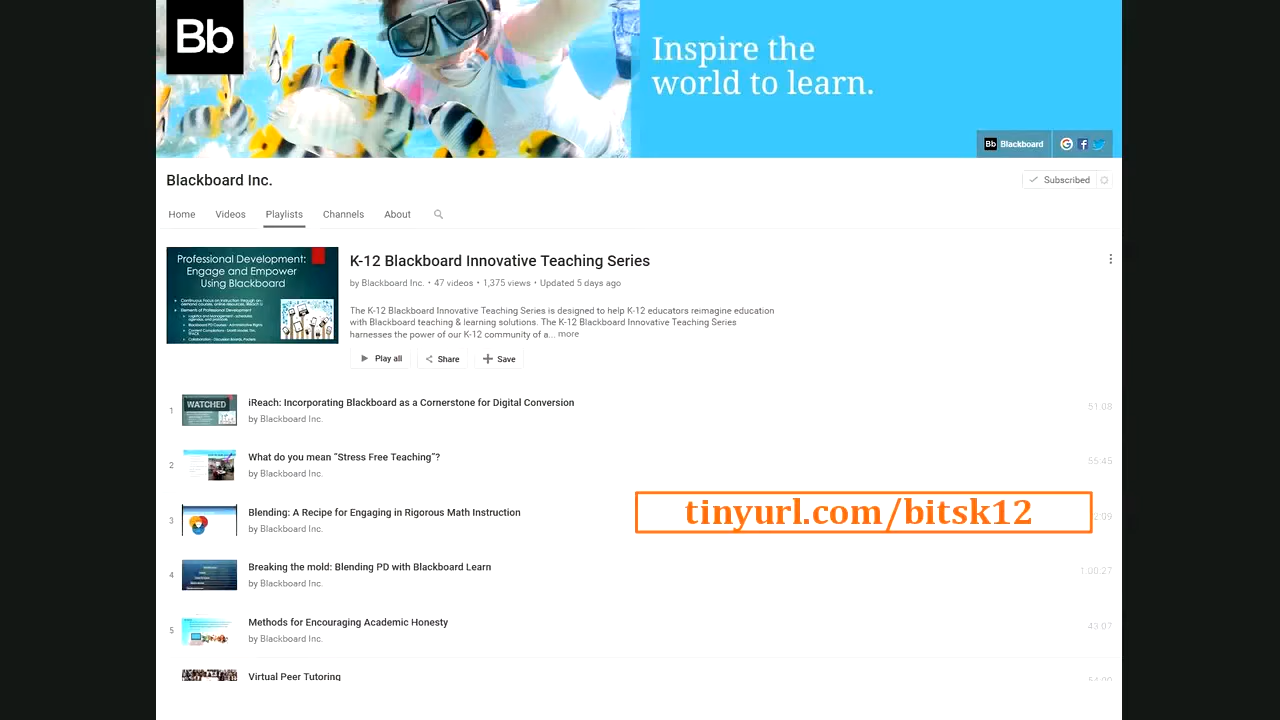 Bb
Inspire the
world to learn.
Bb Blackboard
Blackboard Inc.
Subscribed
Home Videos Playlists Channels About
Professional Development:
Engage and Empower
Using Blackboard
K-12 Blackboard Innovative Teaching Series
by Blackboard Inc. • 47 videos • 1,375 views • Updated 5 days ago
The K-12 Blackboard Innovative Teaching Series is designed to help K-12 educators reimagine education
with Blackboard teaching & learning solutions. The K-12 Blackboard Innovative Teaching Series
harnesses the power of our K-12 community of a... more
Play all Share Save
1 WATCHED iReach: Incorporating Blackboard as a Cornerstone for Digital Conversion 51:08
by Blackboard Inc.
2 What do you mean “Stress Free Teaching”? 55:45
by Blackboard Inc.
3 Blending: A Recipe for Engaging in Rigorous Math Instruction
by Blackboard Inc.
tinyurl.com/bitsk12
4 Breaking the mold: Blending PD with Blackboard Learn 1:00:27
by Blackboard Inc.
5 Methods for Encouraging Academic Honesty 43:07
by Blackboard Inc.
Virtual Peer Tutoring